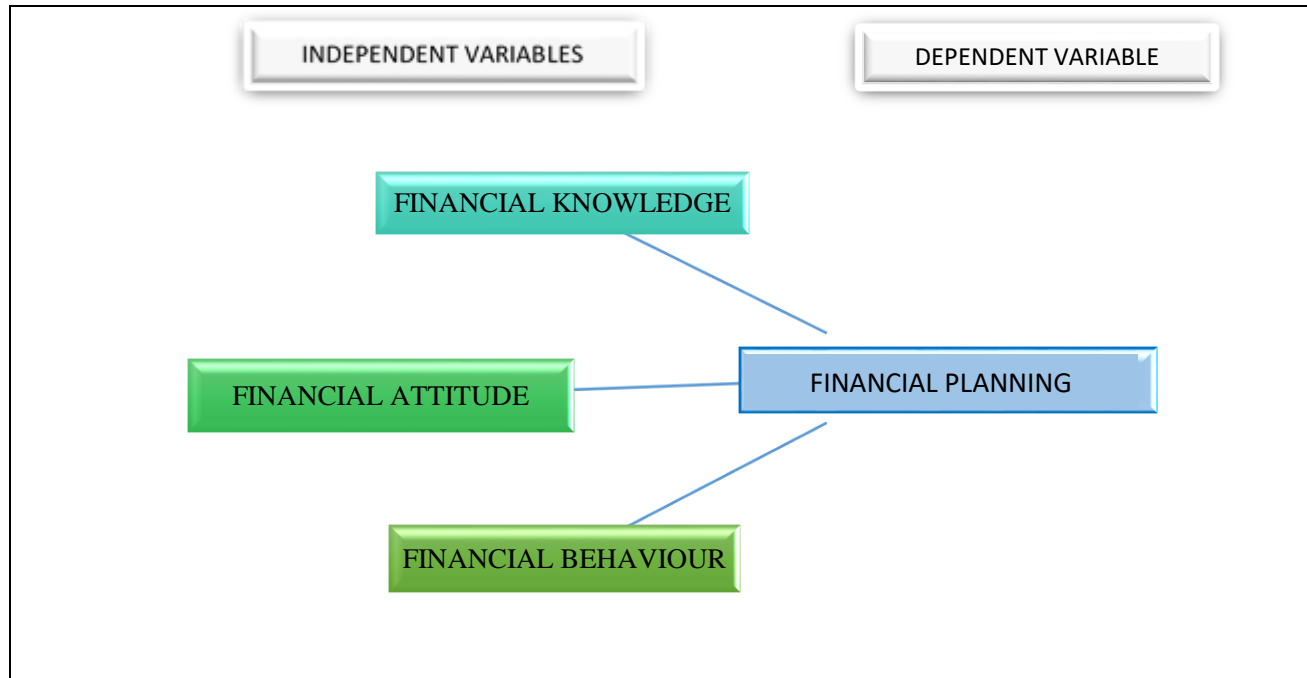 INDEPENDENT VARIABLES
DEPENDENT VARIABLE
FINANCIAL KNOWLEDGE
FINANCIAL ATTITUDE
FINANCIAL PLANNING
FINANCIAL BEHAVIOUR